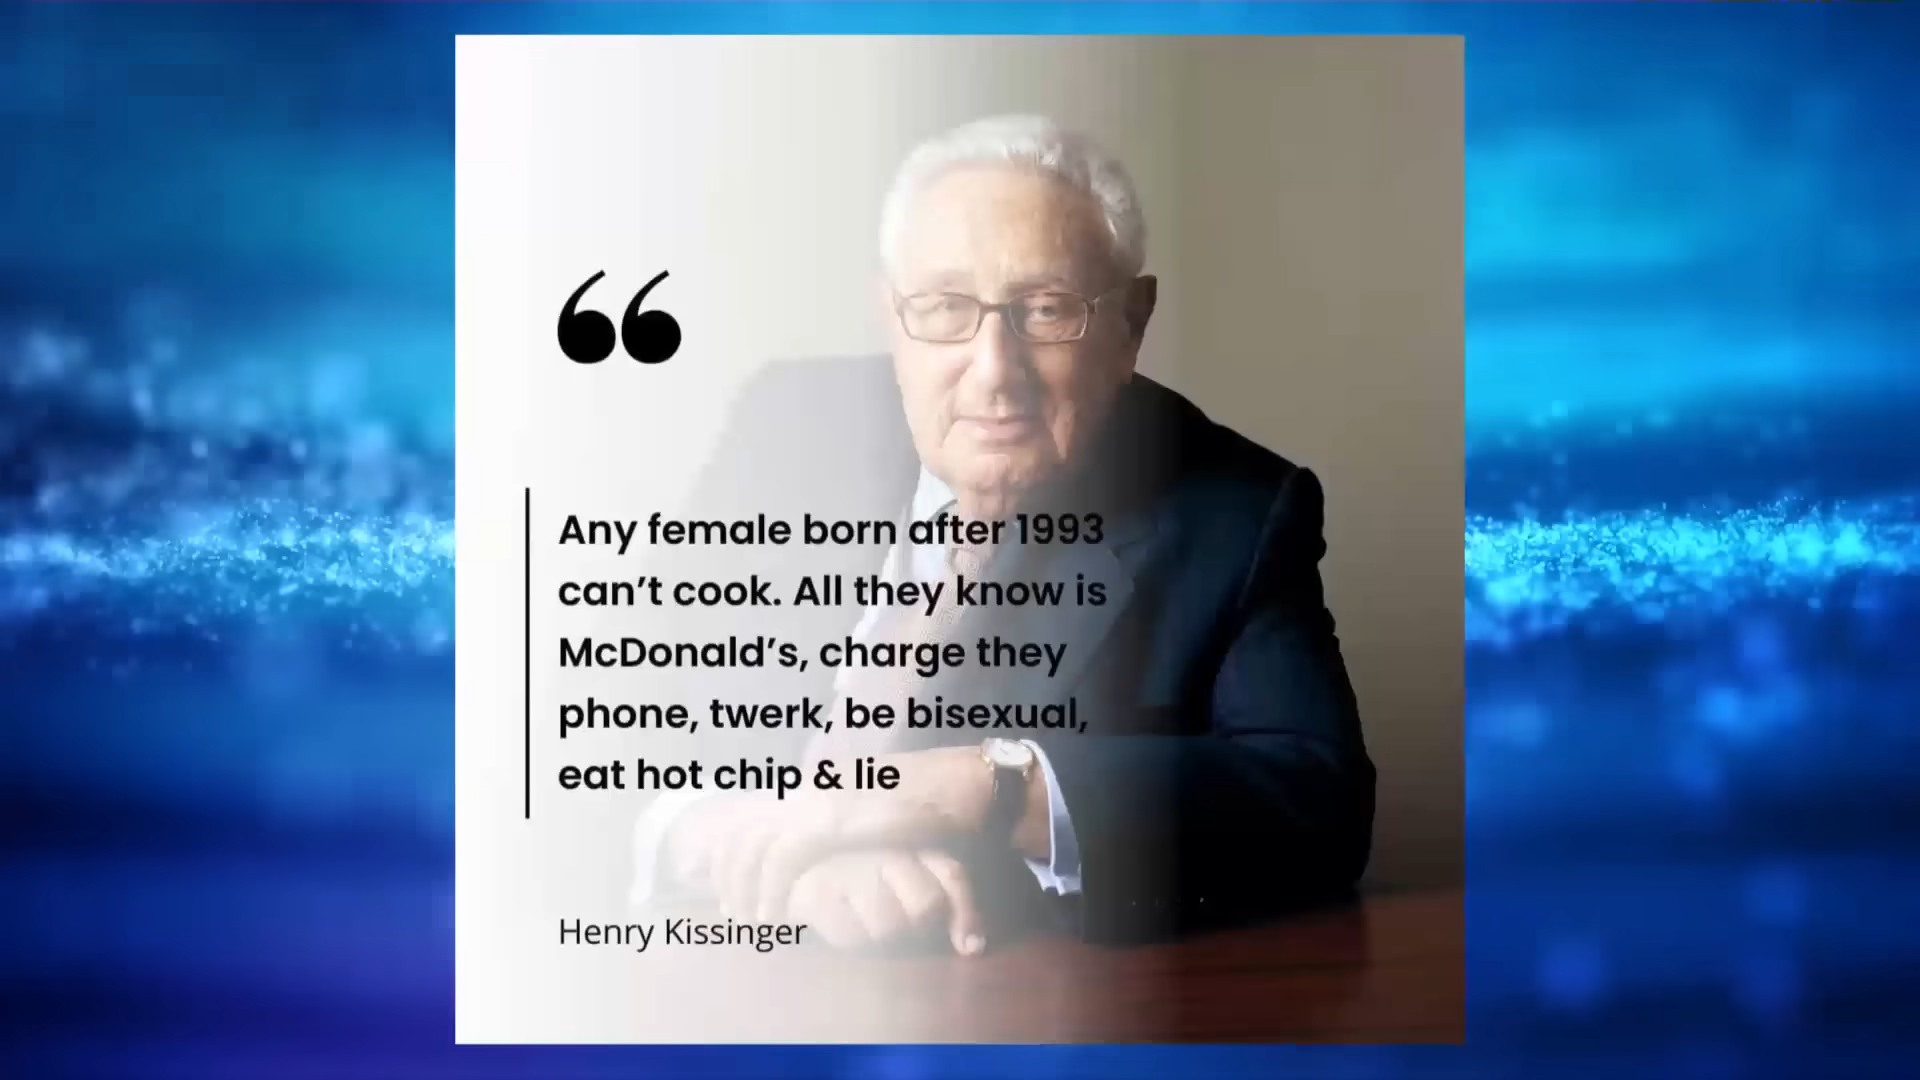 “
Any female born after 1993
can’t cook. All they know is
McDonald’s, charge they
phone, twerk, be bisexual,
eat hot chip & lie
Henry Kissinger